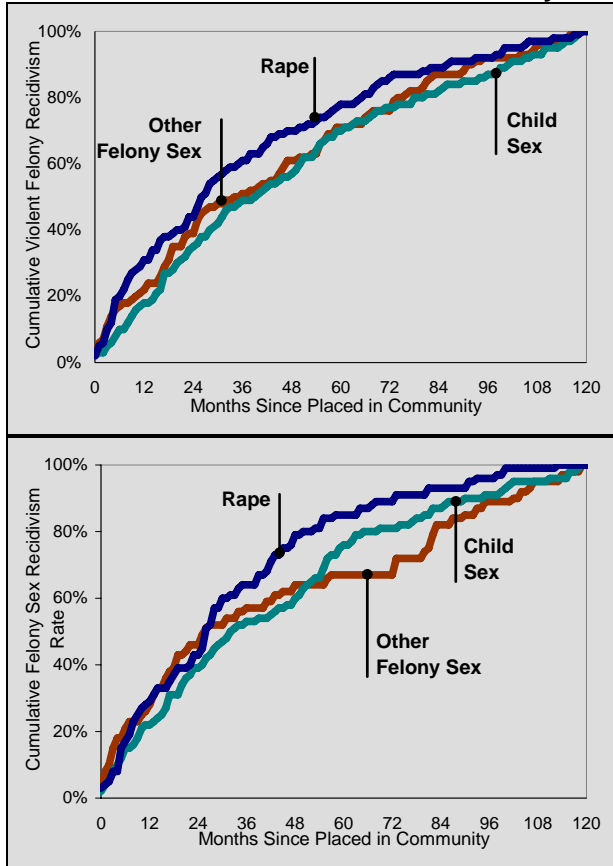 Cumulative Violent Felony Recidivism
100%
80%
60%
40%
20%
0%
Rape
Other
Felony Sex
Child
Sex
0 12 24 36 48 60 72 84 96 108 120
Months Since Placed in Community
Cumulative Felony Sex Recidivism
Rate
100%
80%
60%
40%
20%
0%
Rape
Child
Sex
Other
Felony Sex
0 12 24 36 48 60 72 84 96 108 120
Months Since Placed in Community